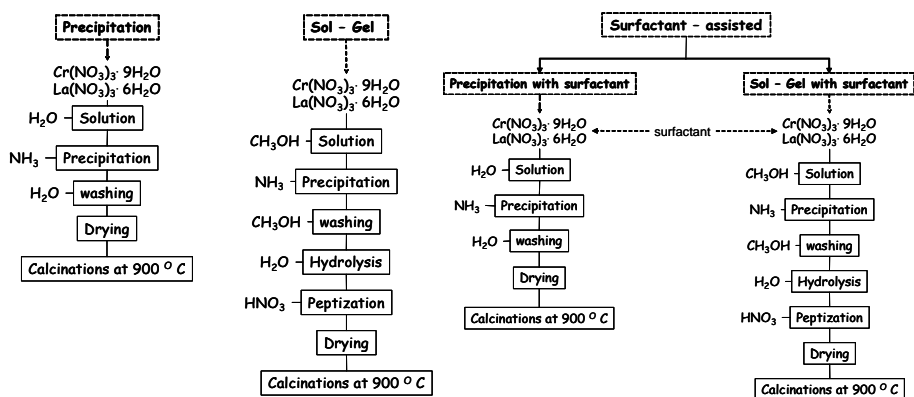 Precipitation
Cr(NO₃)₃· 9H₂O
La(NO₃)₃· 6H₂O
H₂O
Solution
NH₃
Precipitation
H₂O
washing
Drying
Calcinations at 900 ᴼ C
Sol - Gel
Cr(NO₃)₃· 9H₂O
La(NO₃)₃· 6H₂O
CH₃OH
Solution
NH₃
Precipitation
CH₃OH
washing
H₂O
Hydrolysis
HNO₃
Peptization
Drying
Calcinations at 900 ᴼ C
Surfactant - assisted
Precipitation with surfactant
Cr(NO₃)₃· 9H₂O
La(NO₃)₃· 6H₂O
surfactant
H₂O
Solution
NH₃
Precipitation
H₂O
washing
Drying
Calcinations at 900 ᴼ C
Sol - Gel with surfactant
Cr(NO₃)₃· 9H₂O
La(NO₃)₃· 6H₂O
CH₃OH
Solution
NH₃
Precipitation
CH₃OH
washing
H₂O
Hydrolysis
HNO₃
Peptization
Drying
Calcinations at 900 ᴼ C